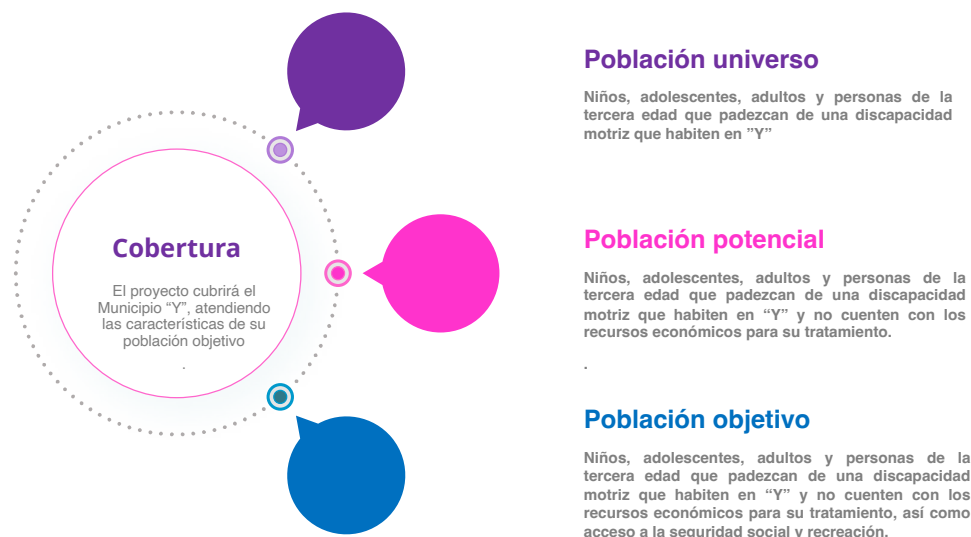 Cobertura
El proyecto cubrirá el
Municipio “Y”, atendiendo
las características de su
población objetivo
.
Población universo
Niños, adolescentes, adultos y personas de la
tercera edad que padezcan de una discapacidad
motriz que habiten en ”Y”
Población potencial
Niños, adolescentes, adultos y personas de la
tercera edad que padezcan de una discapacidad
motriz que habiten en “Y” y no cuenten con los
recursos económicos para su tratamiento.
.
Población objetivo
Niños, adolescentes, adultos y personas de la
tercera edad que padezcan de una discapacidad
motriz que habiten en “Y” y no cuenten con los
recursos económicos para su tratamiento, así como
acceso a la seguridad social y recreación.